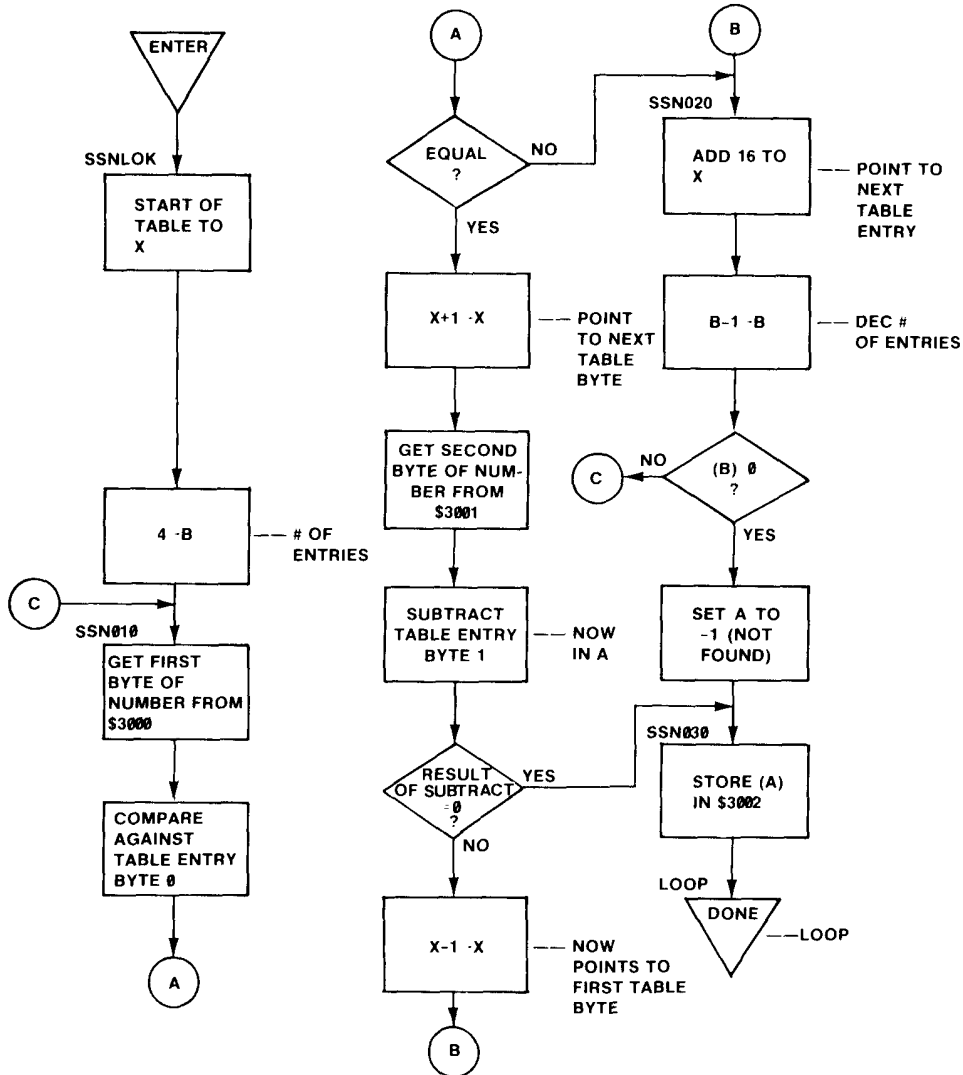 ENTER
SSNLOK
START OF
TABLE TO
X
4 -B
# OF
ENTRIES
C
SSN010
GET FIRST
BYTE OF
NUMBER FROM
$3000
COMPARE
AGAINST
TABLE ENTRY
BYTE 0
A
A
EQUAL
?
NO
YES
X+1 -X
POINT
TO NEXT
TABLE
BYTE
GET SECOND
BYTE OF NUM-
BER FROM
$3001
SUBTRACT
TABLE ENTRY
BYTE 1
NOW
IN A
RESULT
OF SUBTRACT
=0
?
YES
NO
X-1 -X
NOW
POINTS TO
FIRST TABLE
BYTE
B
B
SSN020
ADD 16 TO
X
POINT TO
NEXT
TABLE
ENTRY
B-1 -B
DEC #
OF ENTRIES
(B) 0
?
NO
C
YES
SET A TO
-1 (NOT
FOUND)
SSN030
STORE (A)
IN $3002
LOOP
DONE
LOOP